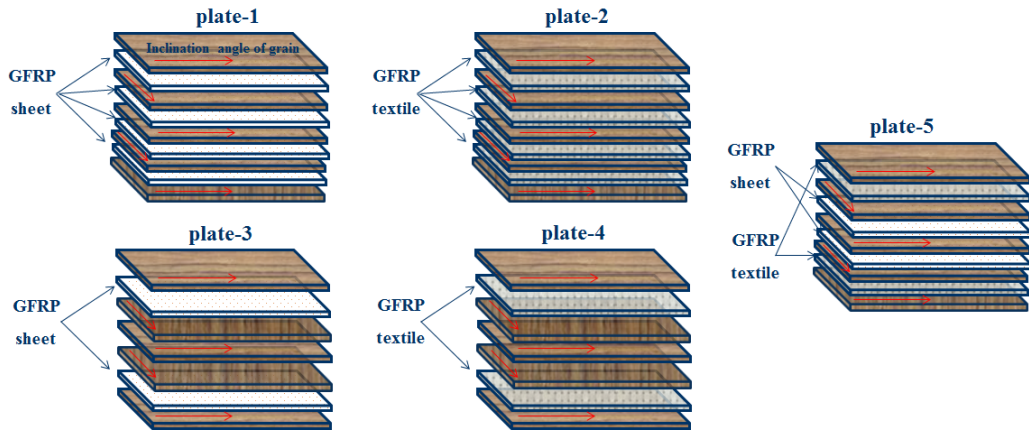 plate-1
Inclination angle of grain
GFRP
sheet
plate-2
GFRP
textile
plate-5
GFRP
sheet
GFRP
textile
plate-3
GFRP
sheet
plate-4
GFRP
textile